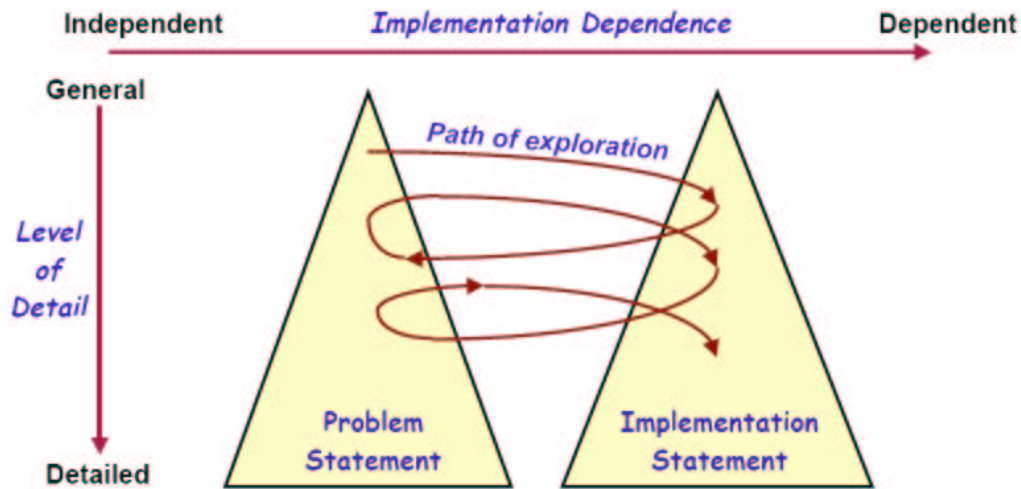 Independent
Implementation Dependence
Dependent
General
Path of exploration
Level
of
Detail
Problem
Statement
Implementation
Statement
Detailed